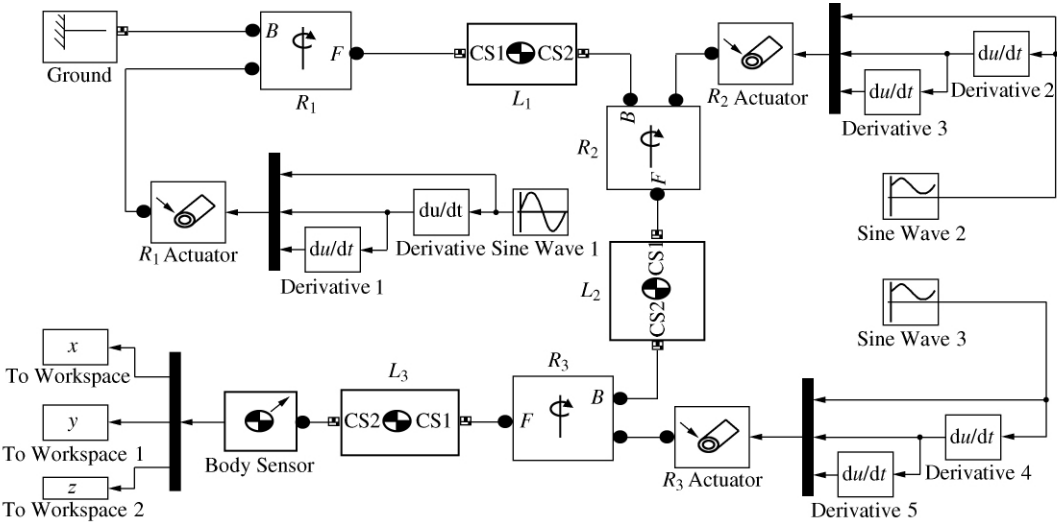 B
F
Ground
R1
CS1 CS2
L1
R2 Actuator
du/dt
Derivative 2
du/dt
Derivative 3
B
R2
F
Sine Wave 2
R1 Actuator
du/dt
Derivative
Sine Wave 1
du/dt
Derivative 1
CS1
L2
CS2
Sine Wave 3
x
To Workspace
y
To Workspace 1
z
To Workspace 2
Body Sensor
L3
CS2 CS1
R3
B
F
R3 Actuator
du/dt
Derivative 4
du/dt
Derivative 5